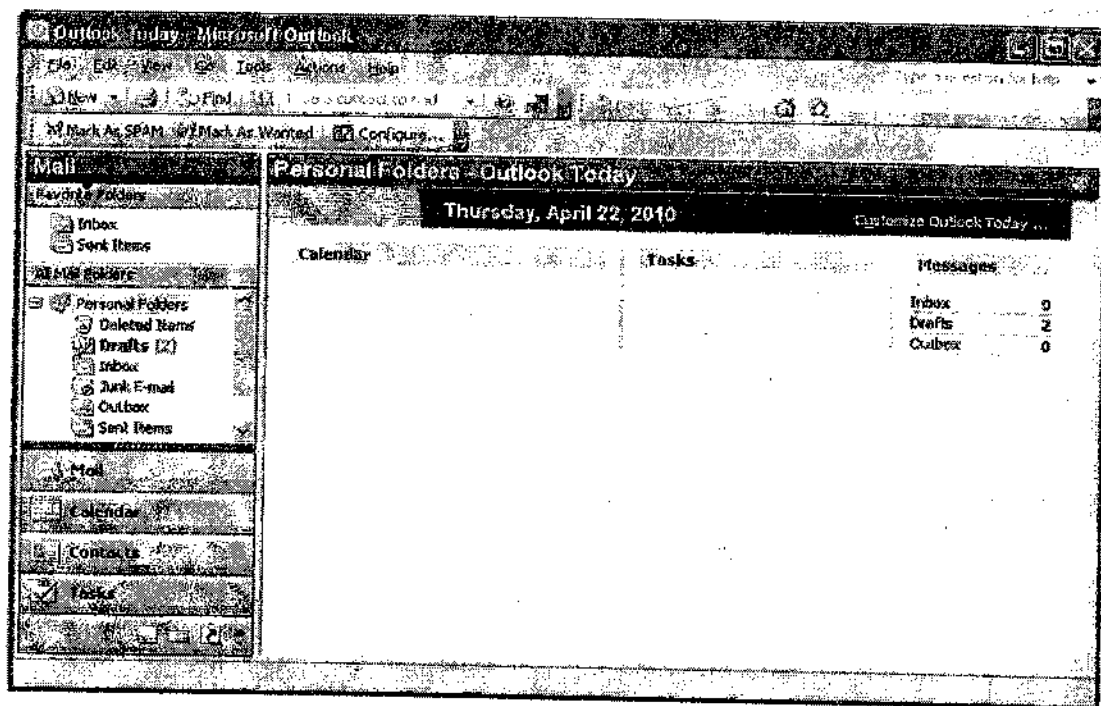 Outlook Today - Microsoft Outlook
File Edit View Go Tools Actions Help
New Find
Mark As SPAM Mark As Wanted Configure...
Mail
Favorite Folders
Inbox
Sent Items
All Mail Folders
Personal Folders
Deleted Items
Drafts (2)
Inbox
Junk E-mail
Outbox
Sent Items
Mail
Calendar
Contacts
Tasks
Personal Folders - Outlook Today
Thursday, April 22, 2010
Customize Outlook Today ...
Calendar
Tasks
Messages
Inbox 0
Drafts 2
Outbox 0